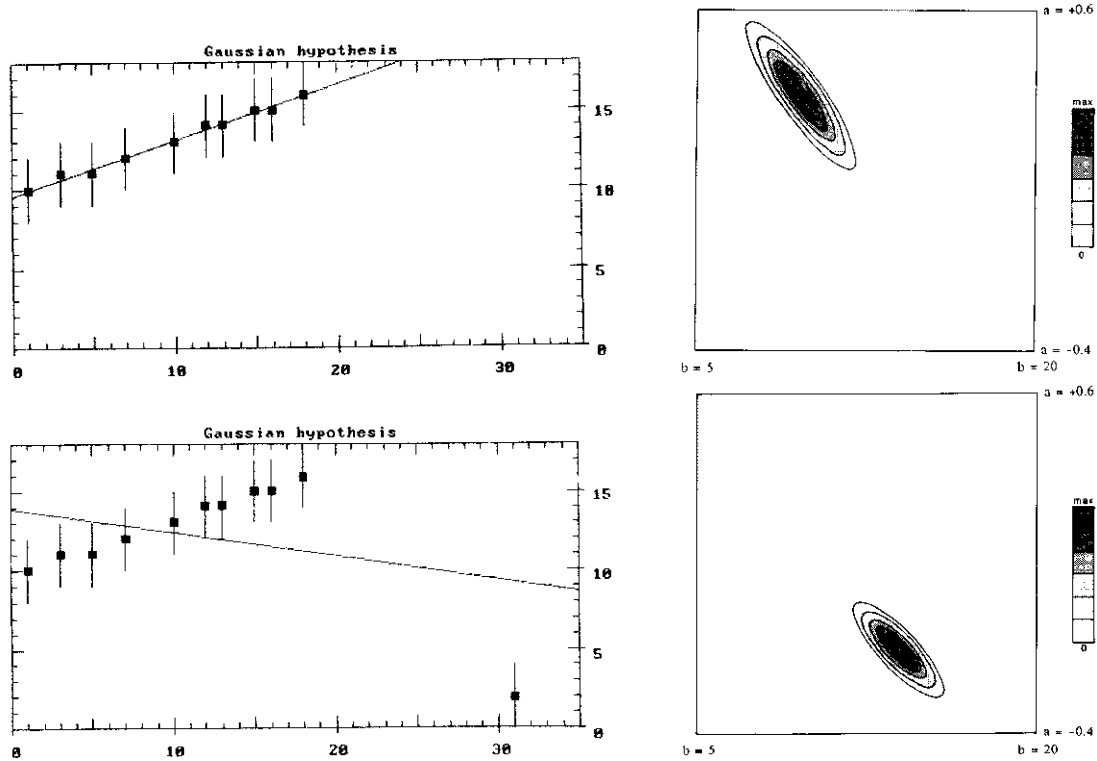 Gaussian hypothesis
15
10
5
0
0
10
20
30
a = +0.6
max
0
a = -0.4
b = 5
b = 20
Gaussian hypothesis
15
10
5
0
0
10
20
30
a = +0.6
max
0
a = -0.4
b = 5
b = 20